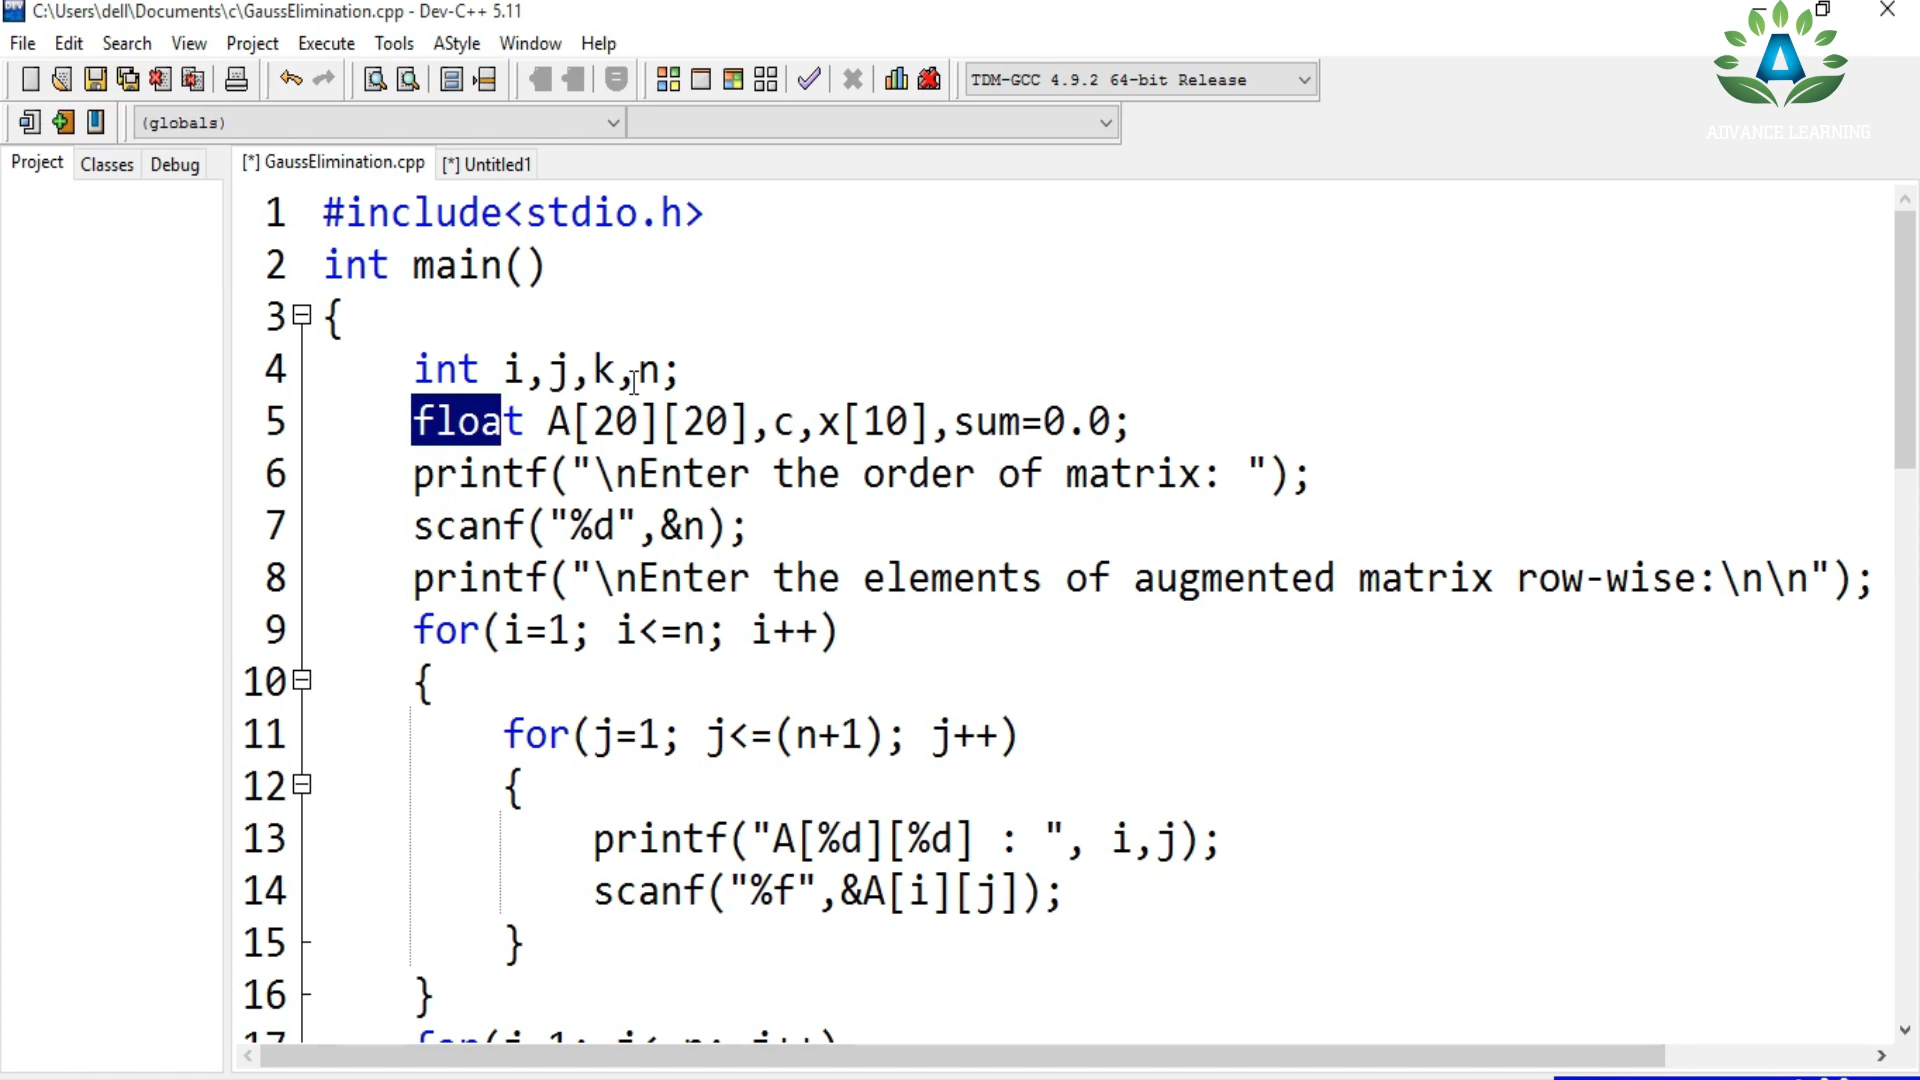 C:\Users\dell\Documents\c\GaussElimination.cpp - Dev-C++ 5.11
File Edit Search View Project Execute Tools AStyle Window Help
TDM-GCC 4.9.2 64-bit Release
A
ADVANCE LEARNING
(globals)
Project Classes Debug
[*] GaussElimination.cpp [*] Untitled1
1 #include<stdio.h>
2 int main()
3 {
4 int i,j,k,n;
5 float A[20][20],c,x[10],sum=0.0;
6 printf("\nEnter the order of matrix: ");
7 scanf("%d",&n);
8 printf("\nEnter the elements of augmented matrix row-wise:\n\n");
9 for(i=1; i<=n; i++)
10 {
11 for(j=1; j<=(n+1); j++)
12 {
13 printf("A[%d][%d] : ", i,j);
14 scanf("%f",&A[i][j]);
15 }
16 }